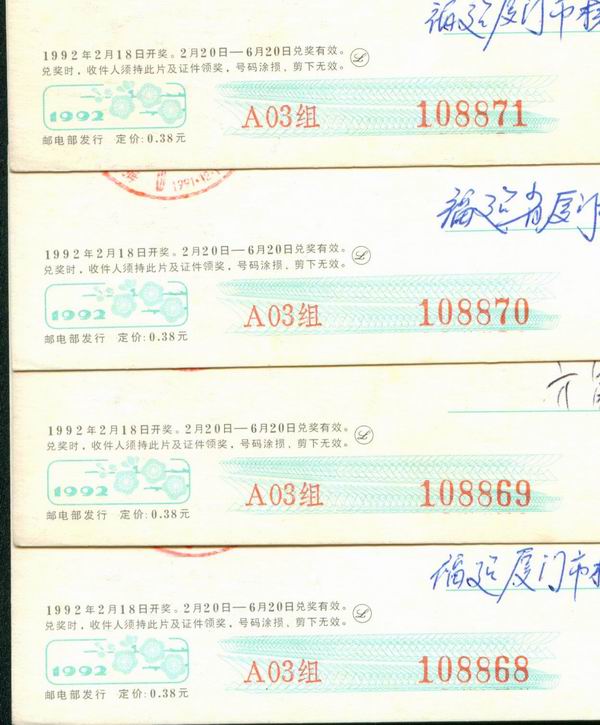 福建厦门市
1992年2月18日开奖。2月20日—6月20日兑奖有效。
兑奖时，收件人须持此片及证件领奖，号码涂损、剪下无效。
1992
A03组 108871
邮电部发行 定价:0.38元
福建省厦门
1992年2月18日开奖。2月20日—6月20日兑奖有效。
兑奖时，收件人须持此片及证件领奖，号码涂损、剪下无效。
1992
A03组 108870
邮电部发行 定价:0.38元
1992年2月18日开奖。2月20日—6月20日兑奖有效。
兑奖时，收件人须持此片及证件领奖，号码涂损、剪下无效。
1992
A03组 108869
邮电部发行 定价:0.38元
福建厦门市
1992年2月18日开奖。2月20日—6月20日兑奖有效。
兑奖时，收件人须持此片及证件领奖，号码涂损、剪下无效。
1992
A03组 108868
邮电部发行 定价:0.38元